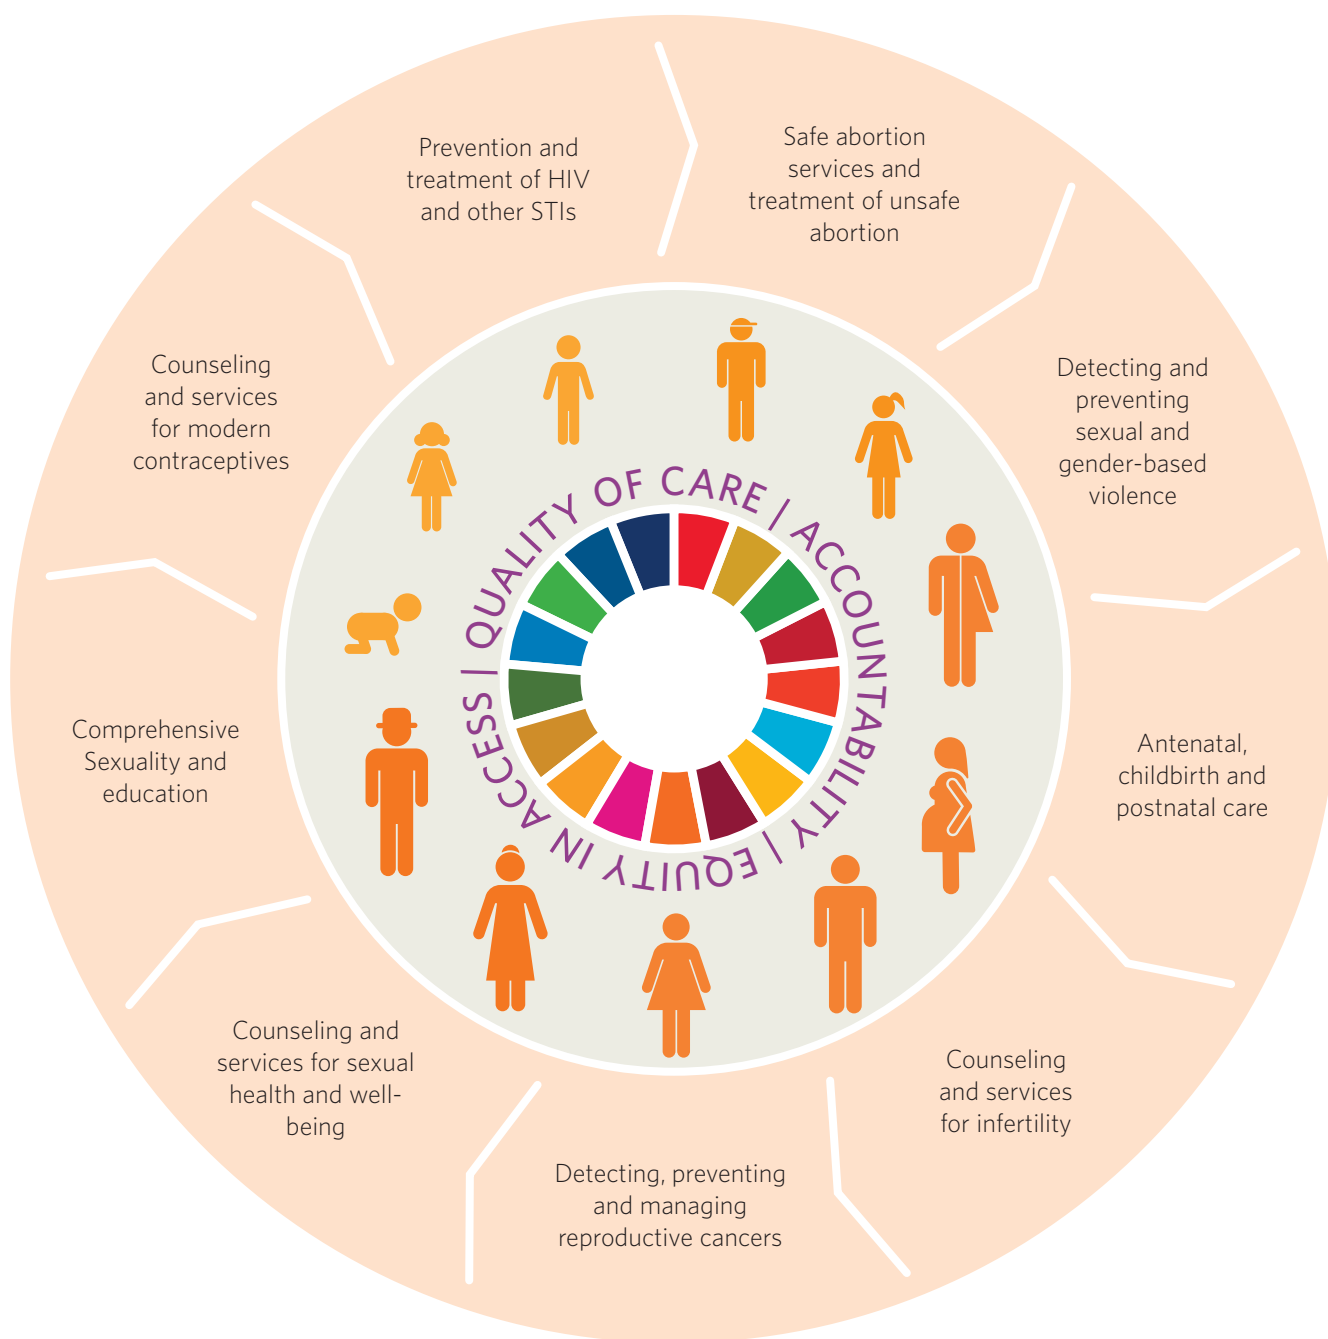 Prevention and
treatment of HIV
and other STIs
Safe abortion
services and
treatment of unsafe
abortion
Detecting and
preventing
sexual and
gender-based
violence
Antenatal,
childbirth and
postnatal care
Counseling
and services
for infertility
Detecting, preventing
and managing
reproductive cancers
Counseling and
services for sexual
health and well-
being
Comprehensive
Sexuality and
education
Counseling
and services
for modern
contraceptives
QUALITY OF CARE | ACCOUNTABILITY | EQUITY IN ACCESS |